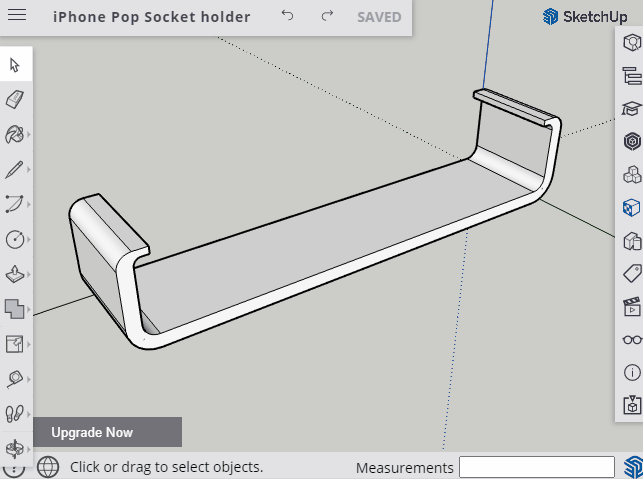 iPhone Pop Socket holder
SAVED
SketchUp
Upgrade Now
Click or drag to select objects.
Measurements